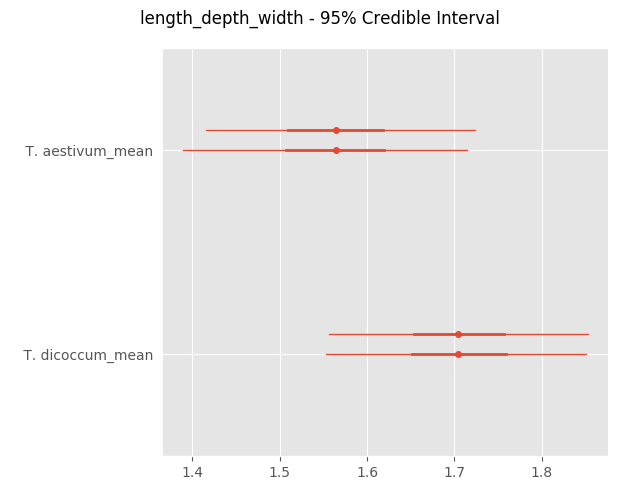 length_depth_width - 95% Credible Interval
T. aestivum_mean
T. dicoccum_mean
1.4 1.5 1.6 1.7 1.8